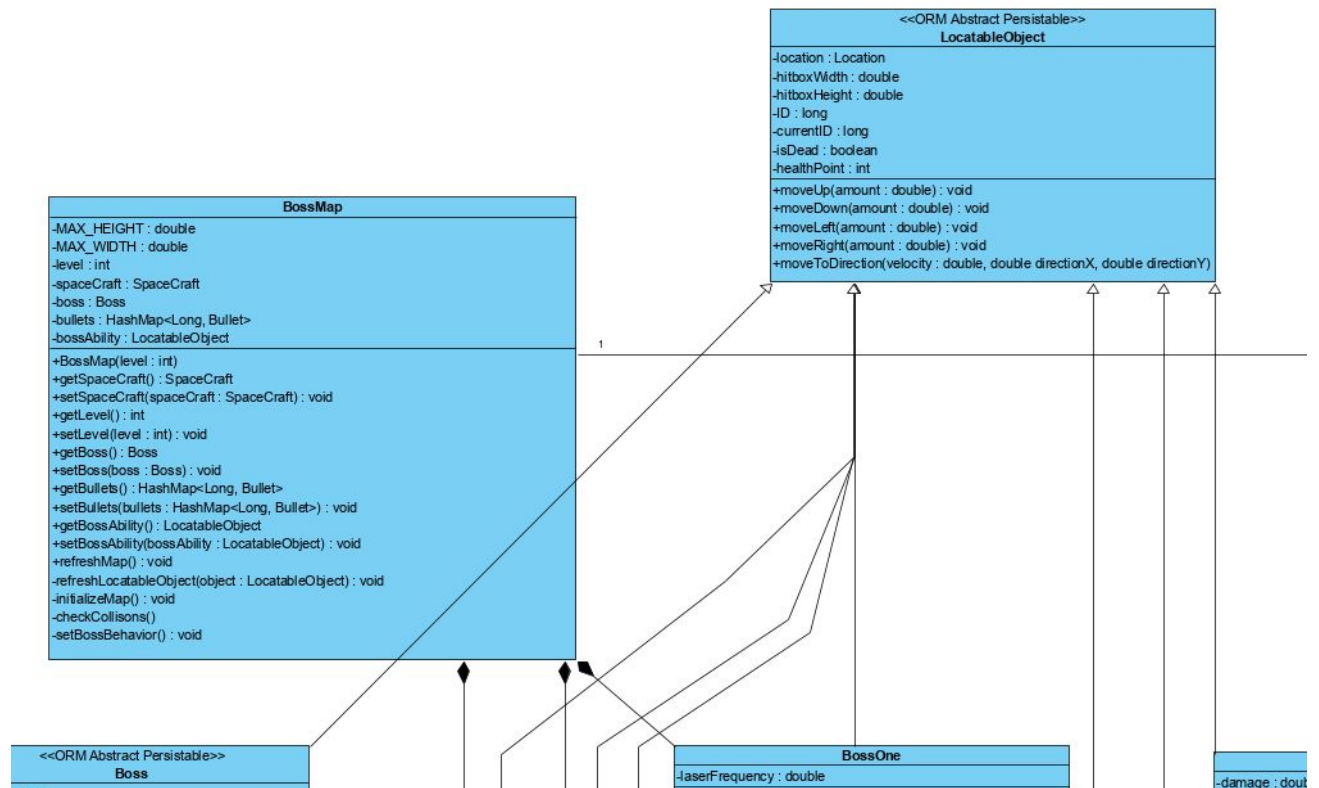 <<ORM Abstract Persistable>>
LocatableObject
-location : Location
-hitboxWidth : double
-hitboxHeight : double
-ID : long
-currentID : long
-isDead : boolean
-healthPoint : int
+moveUp(amount : double) : void
+moveDown(amount : double) : void
+moveLeft(amount : double) : void
+moveRight(amount : double) : void
+moveToDirection(velocity : double, double directionX, double directionY)
BossMap
-MAX_HEIGHT : double
-MAX_WIDTH : double
-level : int
-spaceCraft : SpaceCraft
-boss : Boss
-bullets : HashMap<Long, Bullet>
-bossAbility : LocatableObject
+BossMap(level : int)
+getSpaceCraft() : SpaceCraft
+setSpaceCraft(spaceCraft : SpaceCraft) : void
+getLevel() : int
+setLevel(level : int) : void
+getBoss() : Boss
+setBoss(boss : Boss) : void
+getBullets() : HashMap<Long, Bullet>
+setBullets(bullets : HashMap<Long, Bullet>) : void
+getBossAbility() : LocatableObject
+setBossAbility(bossAbility : LocatableObject) : void
+refreshMap() : void
-refreshLocatableObject(object : LocatableObject) : void
-initializeMap() : void
-checkCollisons()
-setBossBehavior() : void
1
<<ORM Abstract Persistable>>
Boss
BossOne
-laserFrequency : double
-damage :